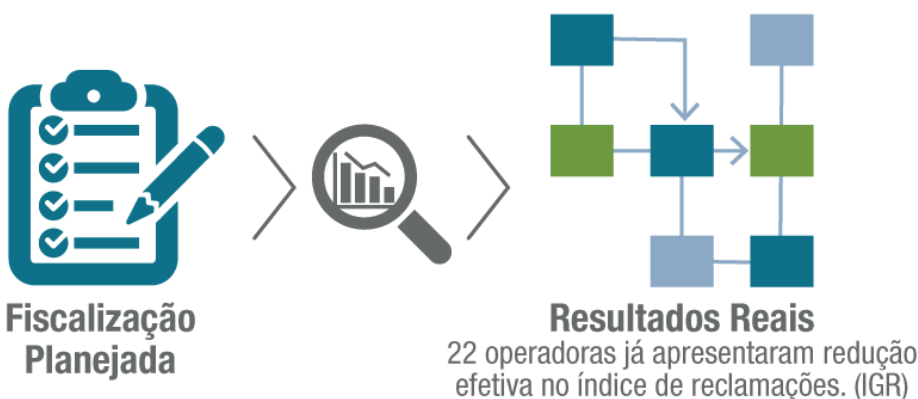 Fiscalização
Planejada
Resultados Reais
22 operadoras já apresentaram redução
efetiva no índice de reclamações. (IGR)